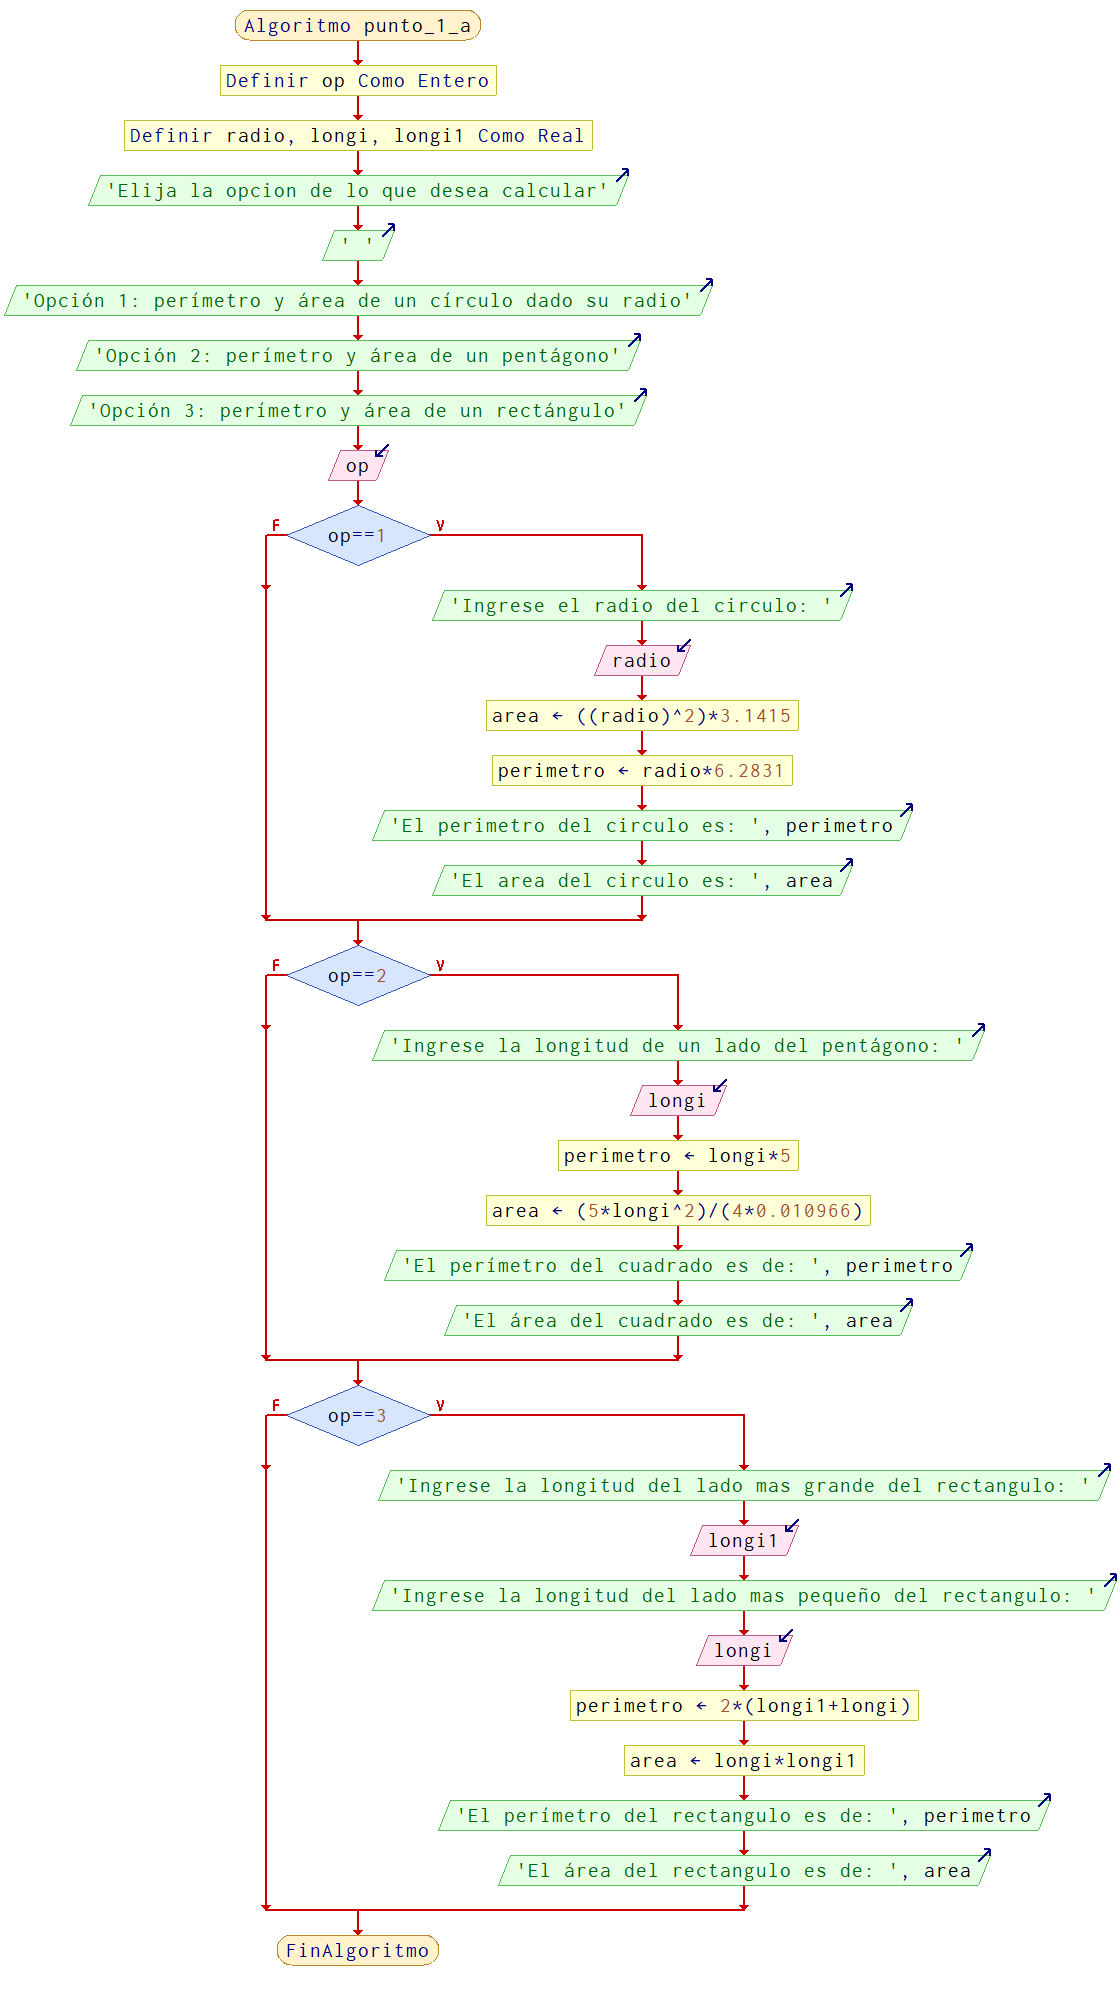 Algoritmo punto_1_a
Definir op Como Entero
Definir radio, longi, longi1 Como Real
'Elija la opcion de lo que desea calcular'
' '
'Opción 1: perímetro y área de un círculo dado su radio'
'Opción 2: perímetro y área de un pentágono'
'Opción 3: perímetro y área de un rectángulo'
op
F
op==1
V
'Ingrese el radio del circulo: '
radio
area ← ((radio)^2)*3.1415
perimetro ← radio*6.2831
'El perimetro del circulo es: ', perimetro
'El area del circulo es: ', area
F
op==2
V
'Ingrese la longitud de un lado del pentágono: '
longi
perimetro ← longi*5
area ← (5*longi^2)/(4*0.010966)
'El perímetro del cuadrado es de: ', perimetro
'El área del cuadrado es de: ', area
F
op==3
V
'Ingrese la longitud del lado mas grande del rectangulo: '
longi1
'Ingrese la longitud del lado mas pequeño del rectangulo: '
longi
perimetro ← 2*(longi1+longi)
area ← longi*longi1
'El perímetro del rectangulo es de: ', perimetro
'El área del rectangulo es de: ', area
FinAlgoritmo